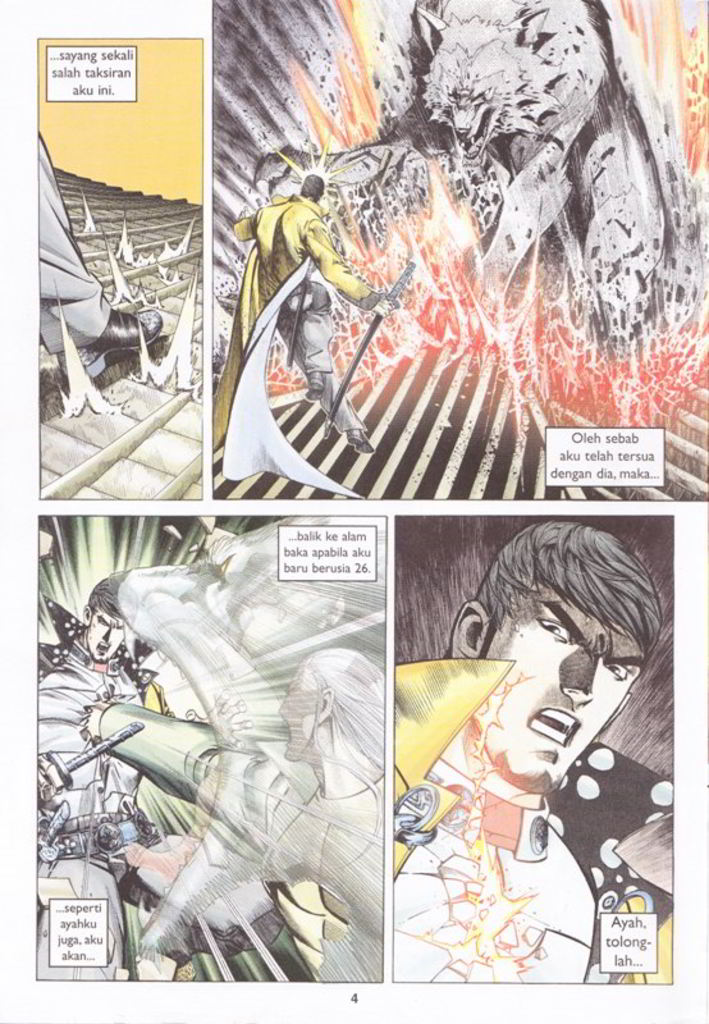 ...sayang sekali
salah taksiran
aku ini.
Oleh sebab
aku telah tersua
dengan dia, maka...
...balik ke alam
baka apabila aku
baru berusia 26.
...seperti
ayahku
juga, aku
akan...
Ayah,
tolong-
lah...
4